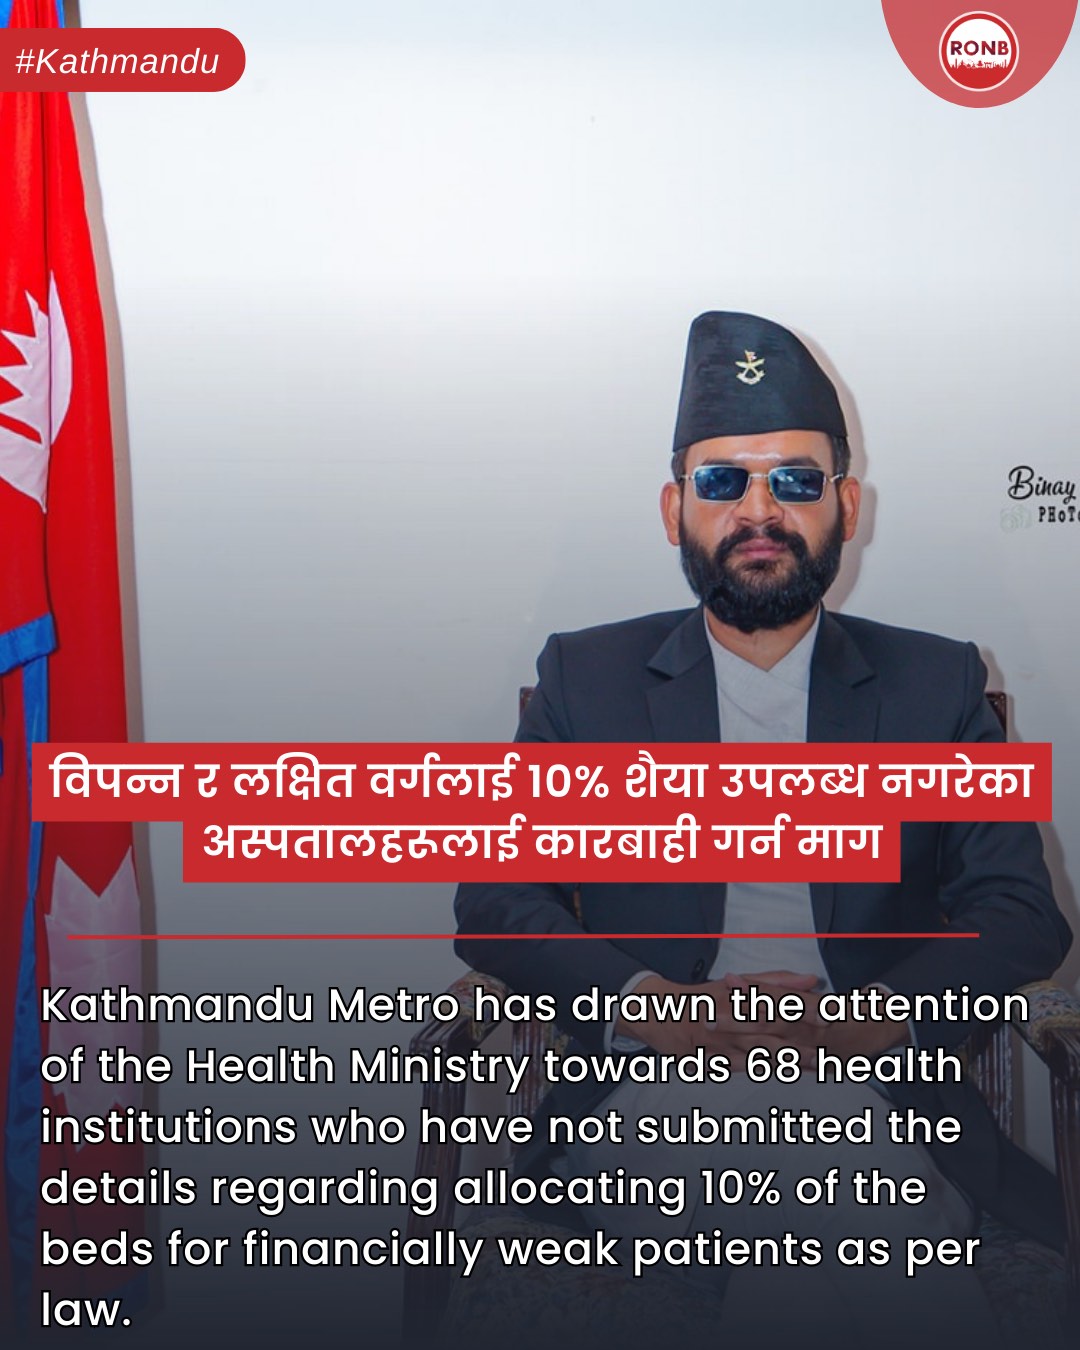 #Kathmandu
RONB
Binay
विपन्न र लक्षित वर्गलाई 10% शैया उपलब्ध नगरेका
अस्पतालहरूलाई कारबाही गर्न माग
Kathmandu Metro has drawn the attention
of the Health Ministry towards 68 health
institutions who have not submitted the
details regarding allocating 10% of the
beds for financially weak patients as per
law.